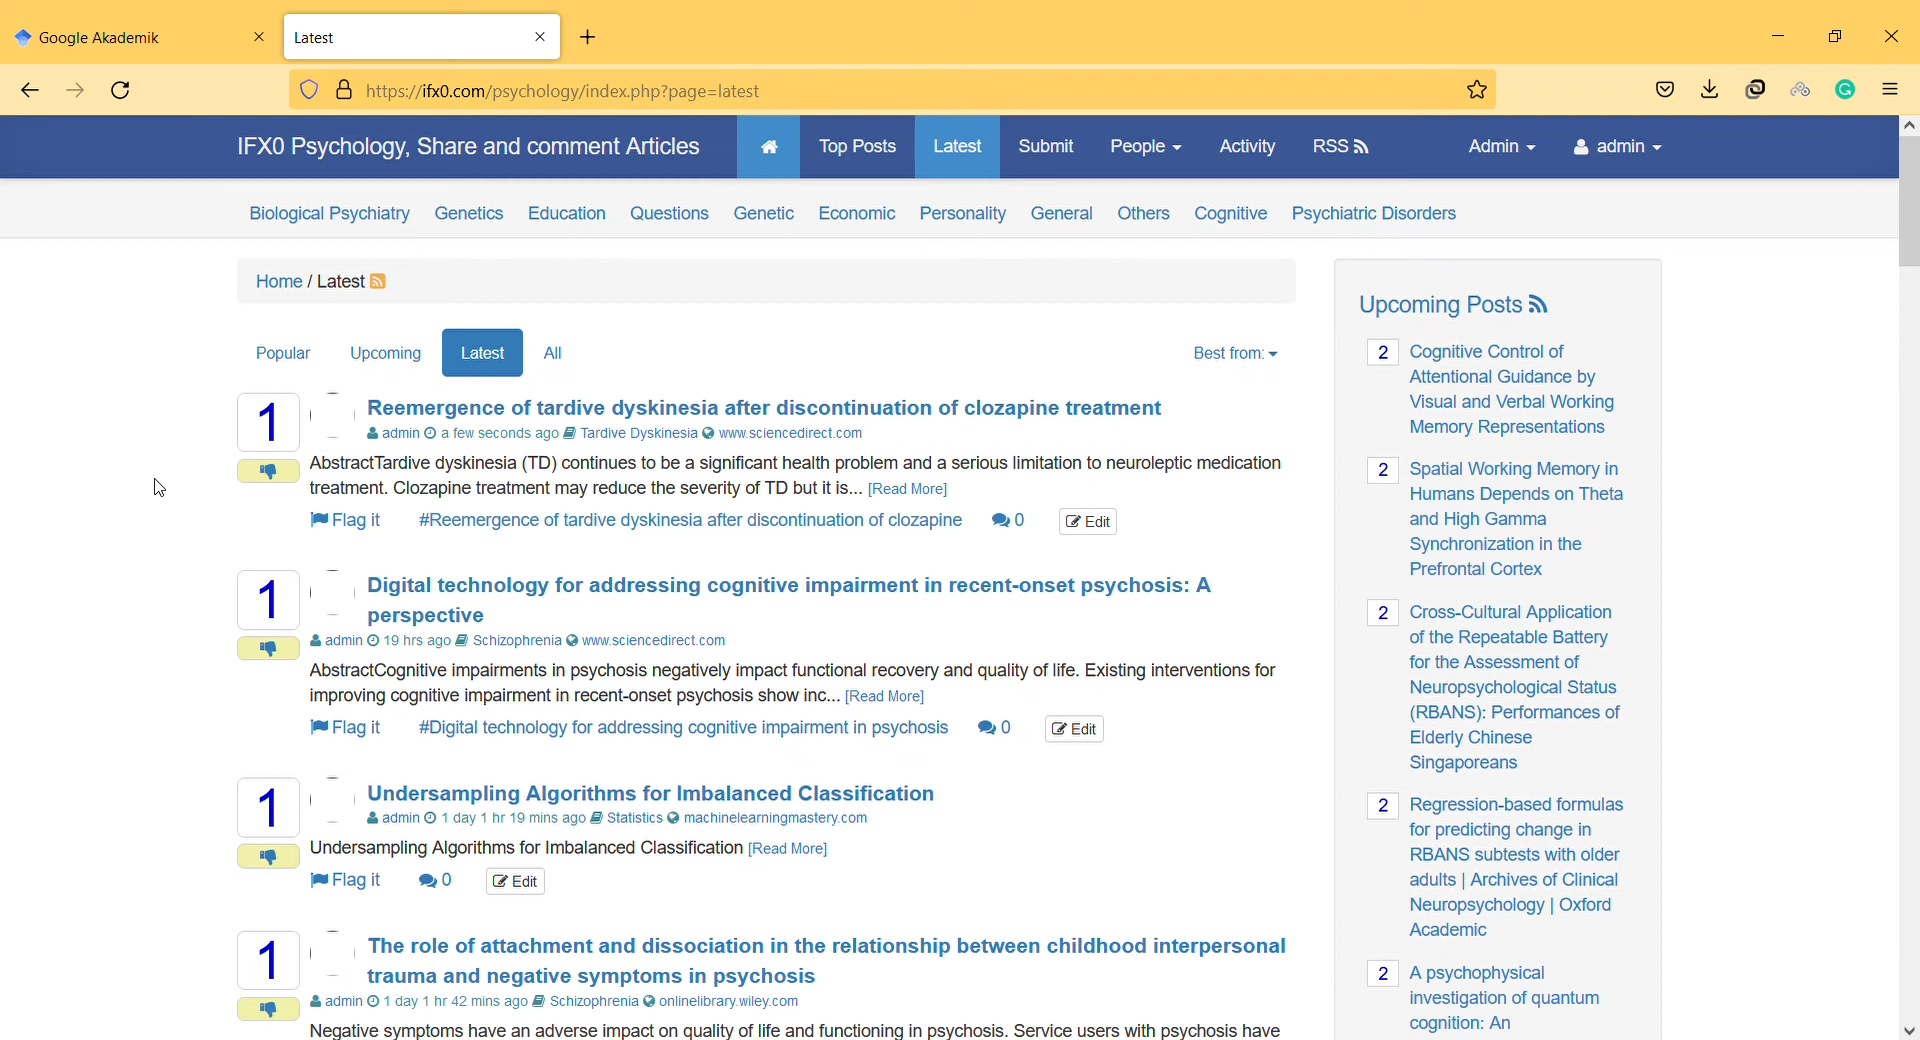 Google Akademik
Latest
https://ifx0.com/psychology/index.php?page=latest
IFX0 Psychology, Share and comment Articles
Top Posts
Latest
Submit
People
Activity
RSS
Admin
admin
Biological Psychiatry
Genetics
Education
Questions
Genetic
Economic
Personality
General
Others
Cognitive
Psychiatric Disorders
Home / Latest
Popular
Upcoming
Latest
All
Best from:
1
Reemergence of tardive dyskinesia after discontinuation of clozapine treatment
admin a few seconds ago Tardive Dyskinesia www.sciencedirect.com
AbstractTardive dyskinesia (TD) continues to be a significant health problem and a serious limitation to neuroleptic medication
treatment. Clozapine treatment may reduce the severity of TD but it is... [Read More]
Flag it #Reemergence of tardive dyskinesia after discontinuation of clozapine 0 Edit
1
Digital technology for addressing cognitive impairment in recent-onset psychosis: A
perspective
admin 19 hrs ago Schizophrenia www.sciencedirect.com
AbstractCognitive impairments in psychosis negatively impact functional recovery and quality of life. Existing interventions for
improving cognitive impairment in recent-onset psychosis show inc... [Read More]
Flag it #Digital technology for addressing cognitive impairment in psychosis 0 Edit
1
Undersampling Algorithms for Imbalanced Classification
admin 1 day 1 hr 19 mins ago Statistics machinelearningmastery.com
Undersampling Algorithms for Imbalanced Classification [Read More]
Flag it 0 Edit
1
The role of attachment and dissociation in the relationship between childhood interpersonal
trauma and negative symptoms in psychosis
admin 1 day 1 hr 42 mins ago Schizophrenia onlinelibrary.wiley.com
Negative symptoms have an adverse impact on quality of life and functioning in psychosis. Service users with psychosis have
Upcoming Posts
2
Cognitive Control of
Attentional Guidance by
Visual and Verbal Working
Memory Representations
2
Spatial Working Memory in
Humans Depends on Theta
and High Gamma
Synchronization in the
Prefrontal Cortex
2
Cross-Cultural Application
of the Repeatable Battery
for the Assessment of
Neuropsychological Status
(RBANS): Performances of
Elderly Chinese
Singaporeans
2
Regression-based formulas
for predicting change in
RBANS subtests with older
adults | Archives of Clinical
Neuropsychology | Oxford
Academic
2
A psychophysical
investigation of quantum
cognition: An